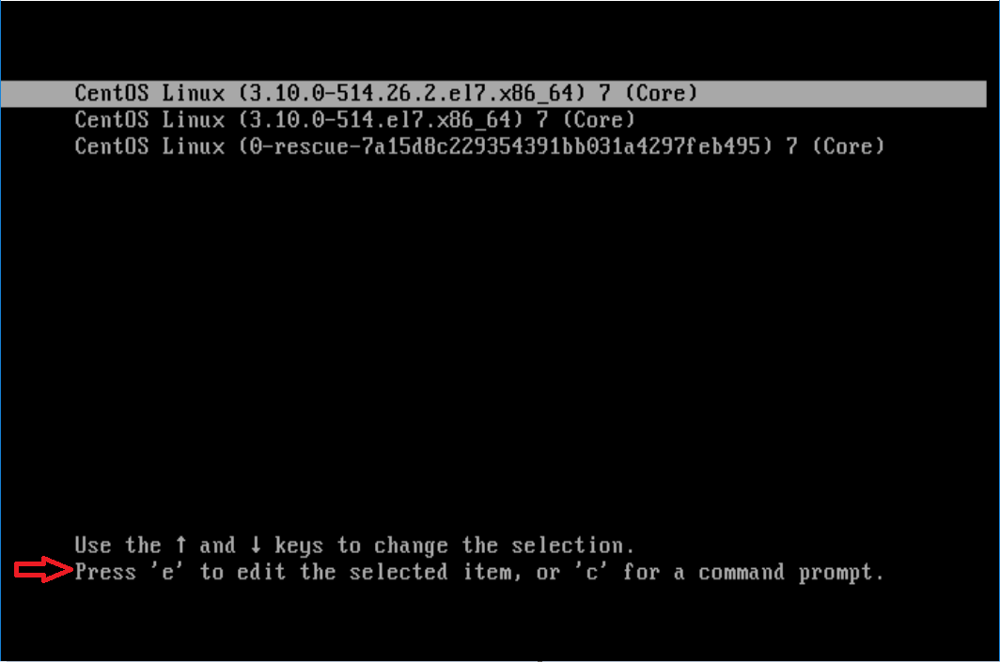 CentOS Linux (3.10.0-514.26.2.el7.x86_64) 7 (Core)
CentOS Linux (3.10.0-514.el7.x86_64) 7 (Core)
CentOS Linux (0-rescue-7a15d8c229354391bb031a4297feb495) 7 (Core)
Use the ↑ and ↓ keys to change the selection.
Press 'e' to edit the selected item, or 'c' for a command prompt.